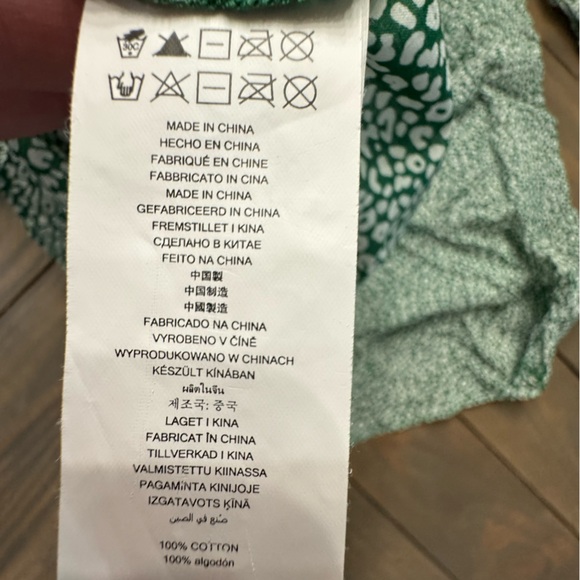 30C
MADE IN CHINA
HECHO EN CHINA
FABRIQUÉ EN CHINE
FABBRICATO IN CINA
MADE IN CHINA
GEFABRICEERD IN CHINA
FREMSTILLET I KINA
СДЕЛАНО В КИТАЕ
FEITO NA CHINA
中国製
中国制造
中國製造
FABRICADO NA CHINA
VYROBENO V ČÍNĚ
WYPRODUKOWANO W CHINACH
KÉSZÜLT KÍNÁBAN
ผลิตในจีน
제조국: 중국
LAGET I KINA
FABRICAT ÎN CHINA
TILLVERKAD I KINA
VALMISTETTU KIINASSA
PAGAMINTA KINIJOJE
IZGATAVOTS ĶĪNĀ
صنع في الصين
100% COTTON
100% algodón